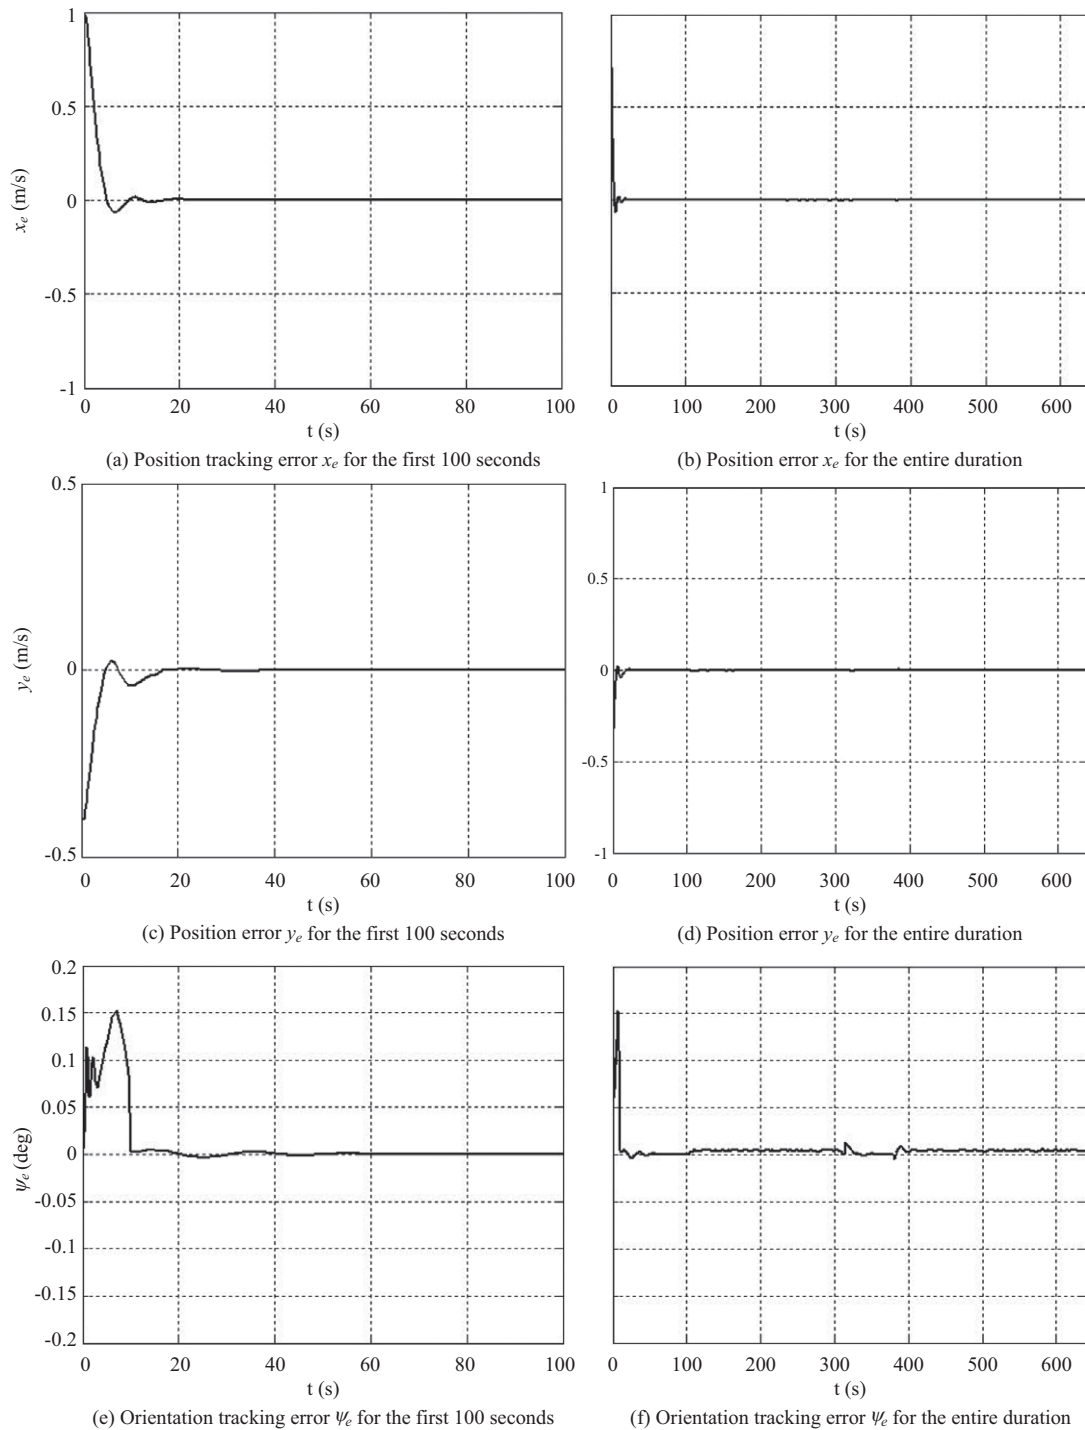 1
0.5
0
-0.5
-1
x_e (m/s)
0 20 40 60 80 100
t (s)
(a) Position tracking error x_e for the first 100 seconds
0 100 200 300 400 500 600
t (s)
(b) Position error x_e for the entire duration
0.5
0
-0.5
y_e (m/s)
0 20 40 60 80 100
t (s)
(c) Position error y_e for the first 100 seconds
1
0.5
0
-0.5
-1
0 100 200 300 400 500 600
t (s)
(d) Position error y_e for the entire duration
0.2
0.15
0.1
0.05
0
-0.05
-0.1
-0.15
-0.2
ψ_e (deg)
0 20 40 60 80 100
t (s)
(e) Orientation tracking error ψ_e for the first 100 seconds
0 100 200 300 400 500 600
t (s)
(f) Orientation tracking error ψ_e for the entire duration